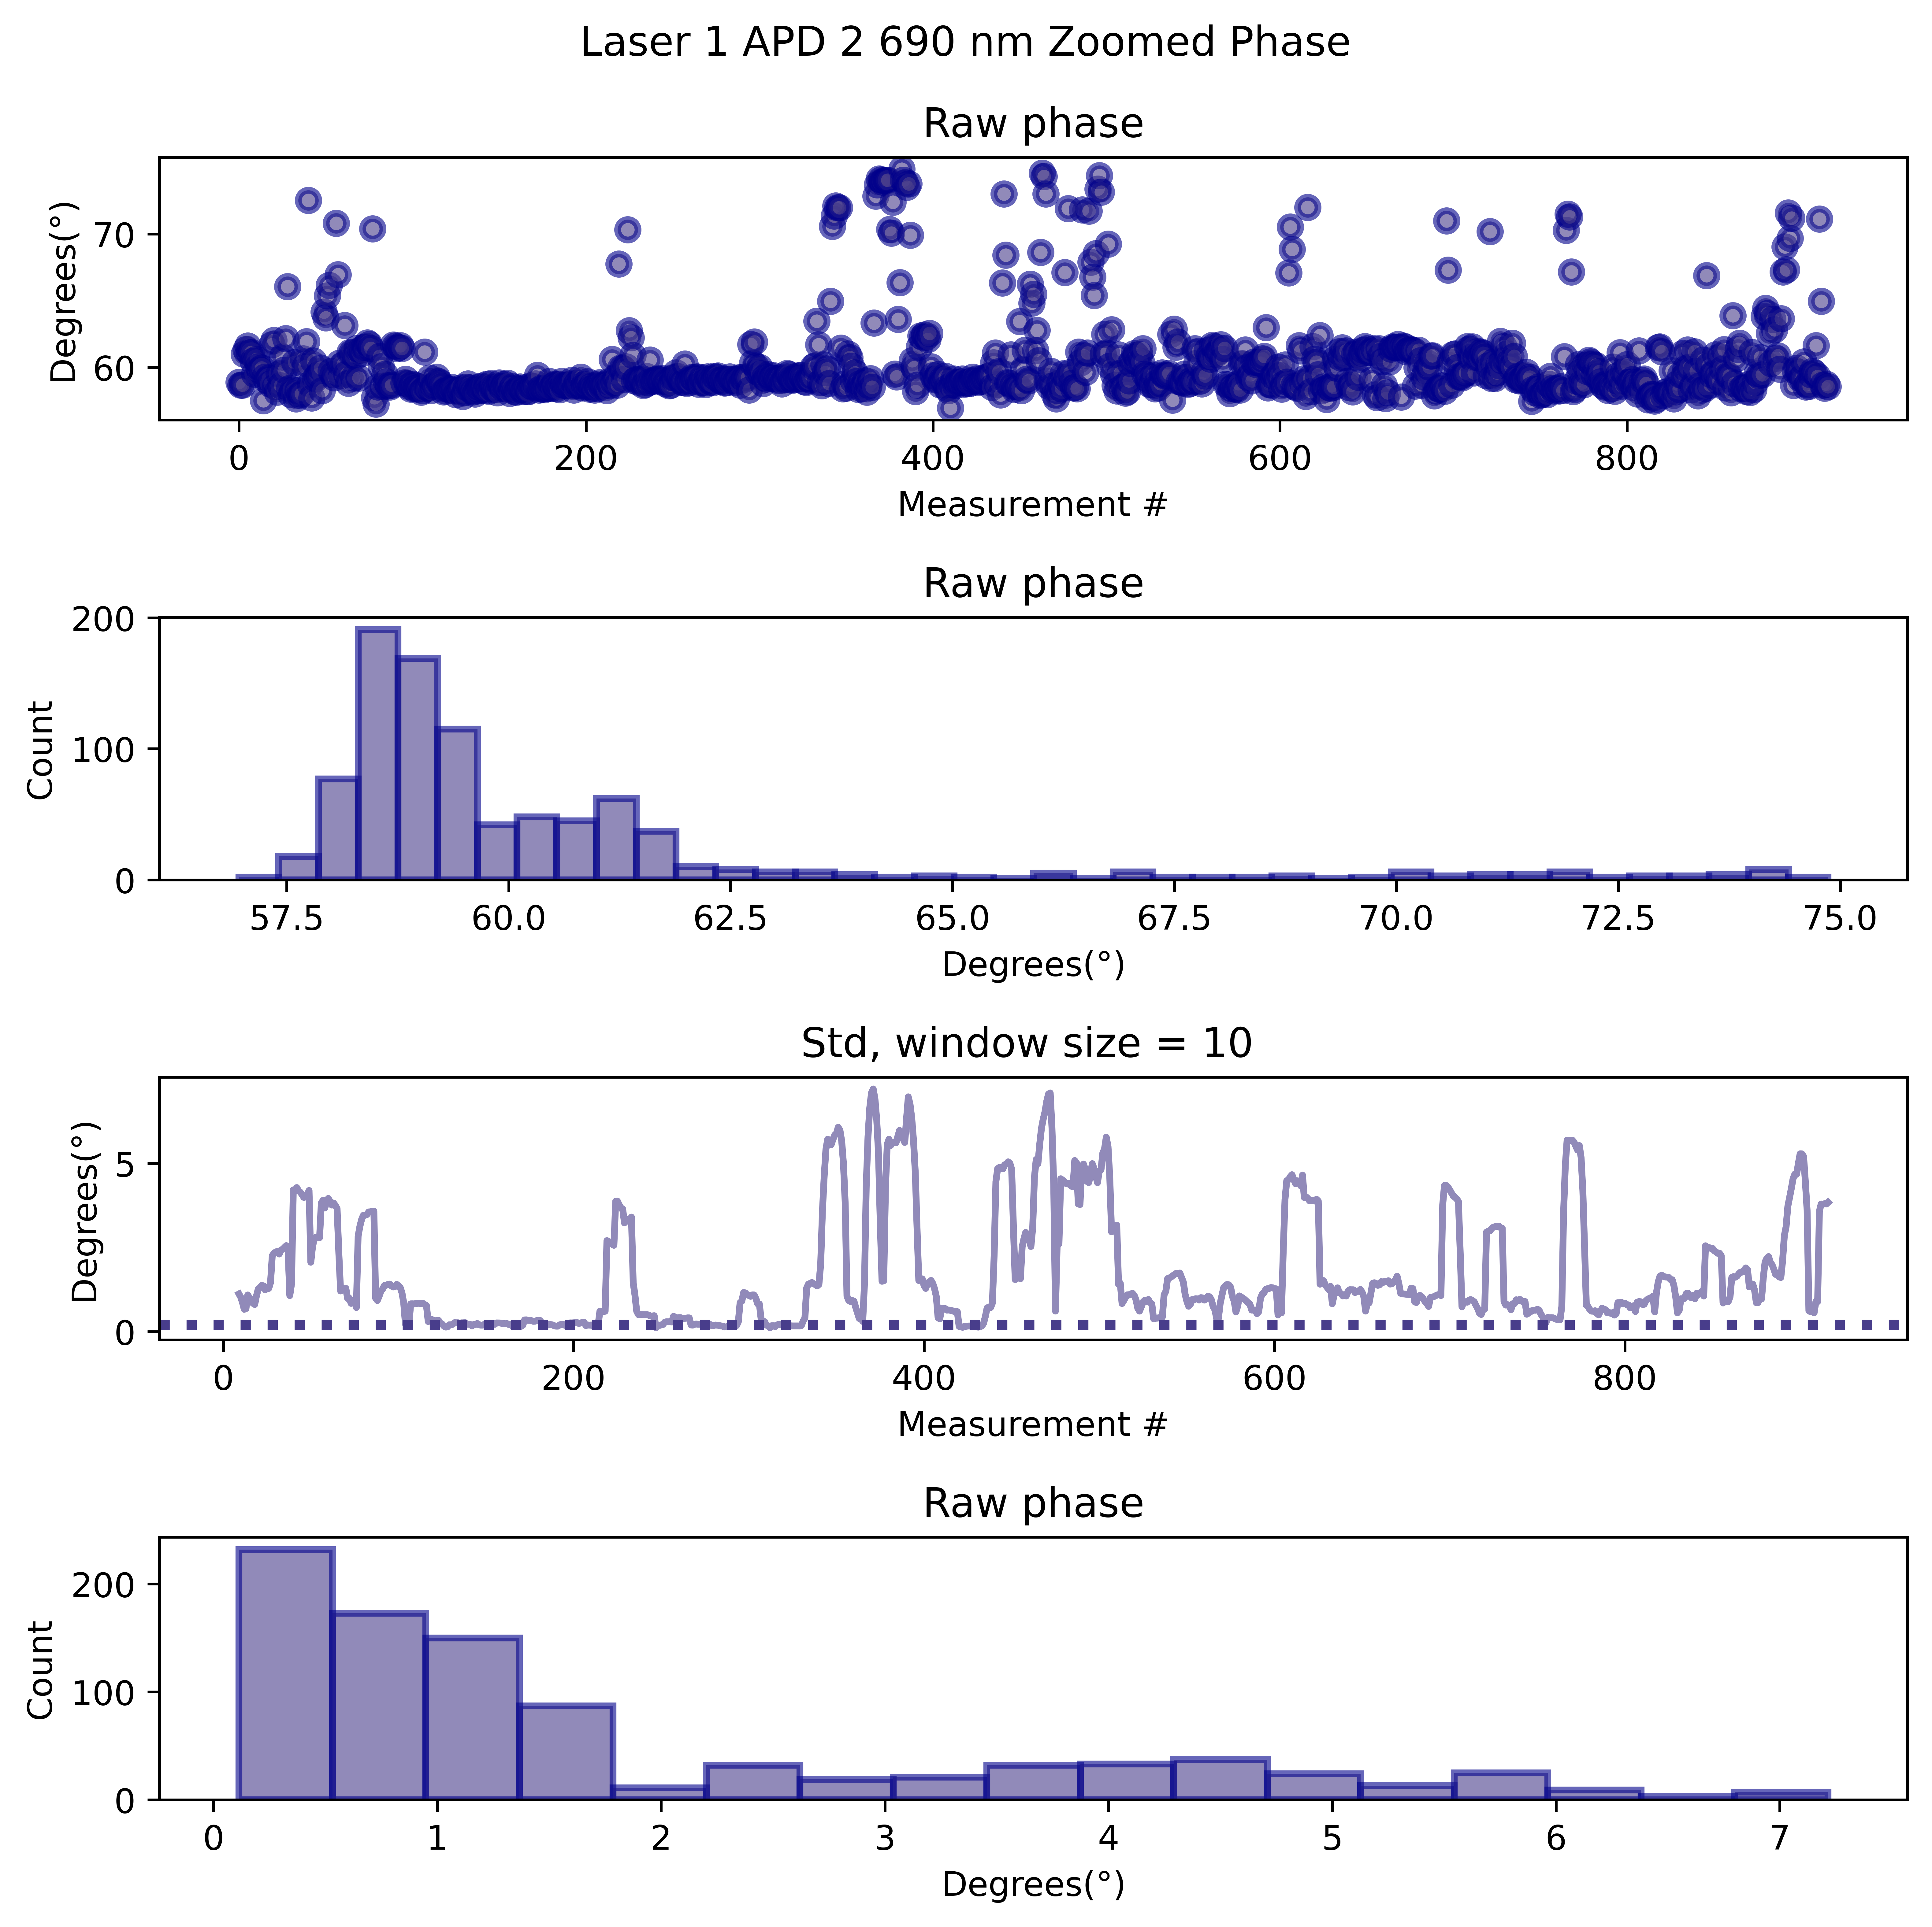 Laser 1 APD 2 690 nm Zoomed Phase
Raw phase
Degrees(°)
70
60
0 200 400 600 800
Measurement #
Raw phase
Count
200
100
0
57.5 60.0 62.5 65.0 67.5 70.0 72.5 75.0
Degrees(°)
Std, window size = 10
Degrees(°)
5
0
0 200 400 600 800
Measurement #
Raw phase
Count
200
100
0
0 1 2 3 4 5 6 7
Degrees(°)